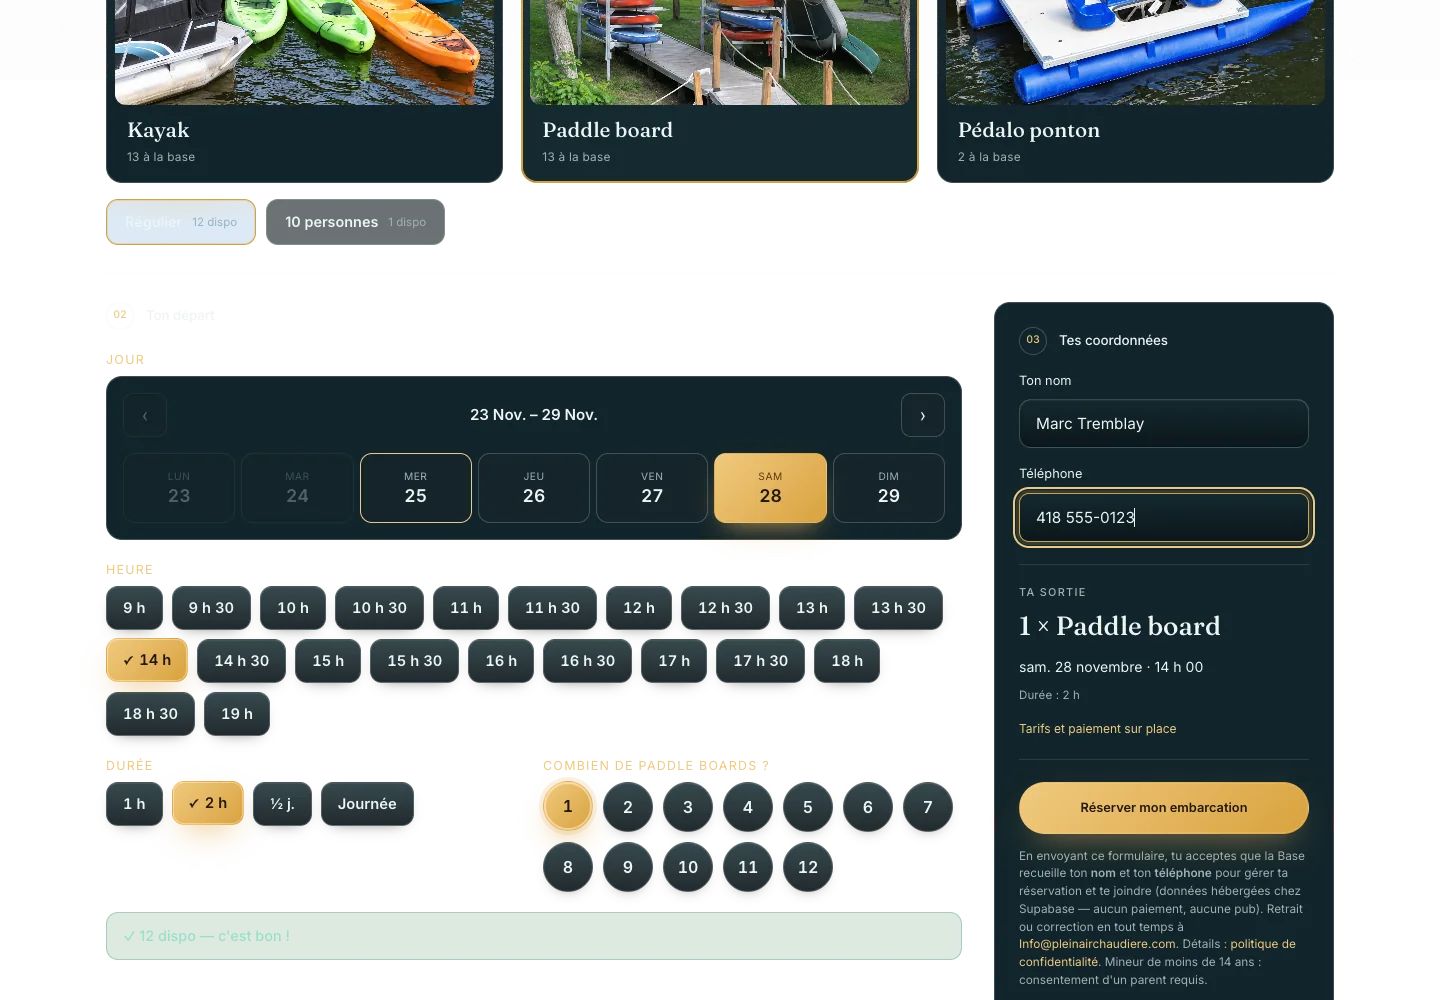 Kayak
13 à la base
Paddle board
13 à la base
Pédalo ponton
2 à la base
Régulier 12 dispo
10 personnes 1 dispo
02 Ton départ
JOUR
‹ 23 Nov. – 29 Nov. ›
LUN MAR MER JEU VEN SAM DIM
23 24 25 26 27 28 29
HEURE
9 h 9 h 30 10 h 10 h 30 11 h 11 h 30 12 h 12 h 30 13 h 13 h 30
✓ 14 h 14 h 30 15 h 15 h 30 16 h 16 h 30 17 h 17 h 30 18 h
18 h 30 19 h
DURÉE
1 h ✓ 2 h ½ j. Journée
COMBIEN DE PADDLE BOARDS ?
1 2 3 4 5 6 7
8 9 10 11 12
✓ 12 dispo — c'est bon !
03 Tes coordonnées
Ton nom
Marc Tremblay
Téléphone
418 555-0123
TA SORTIE
1 × Paddle board
sam. 28 novembre · 14 h 00
Durée : 2 h
Tarifs et paiement sur place
Réserver mon embarcation
En envoyant ce formulaire, tu acceptes que la Base
recueille ton nom et ton téléphone pour gérer ta
réservation et te joindre (données hébergées chez
Supabase — aucun paiement, aucune pub). Retrait
ou correction en tout temps à
Info@pleinairchaudiere.com. Détails : politique de
confidentialité. Mineur de moins de 14 ans :
consentement d'un parent requis.